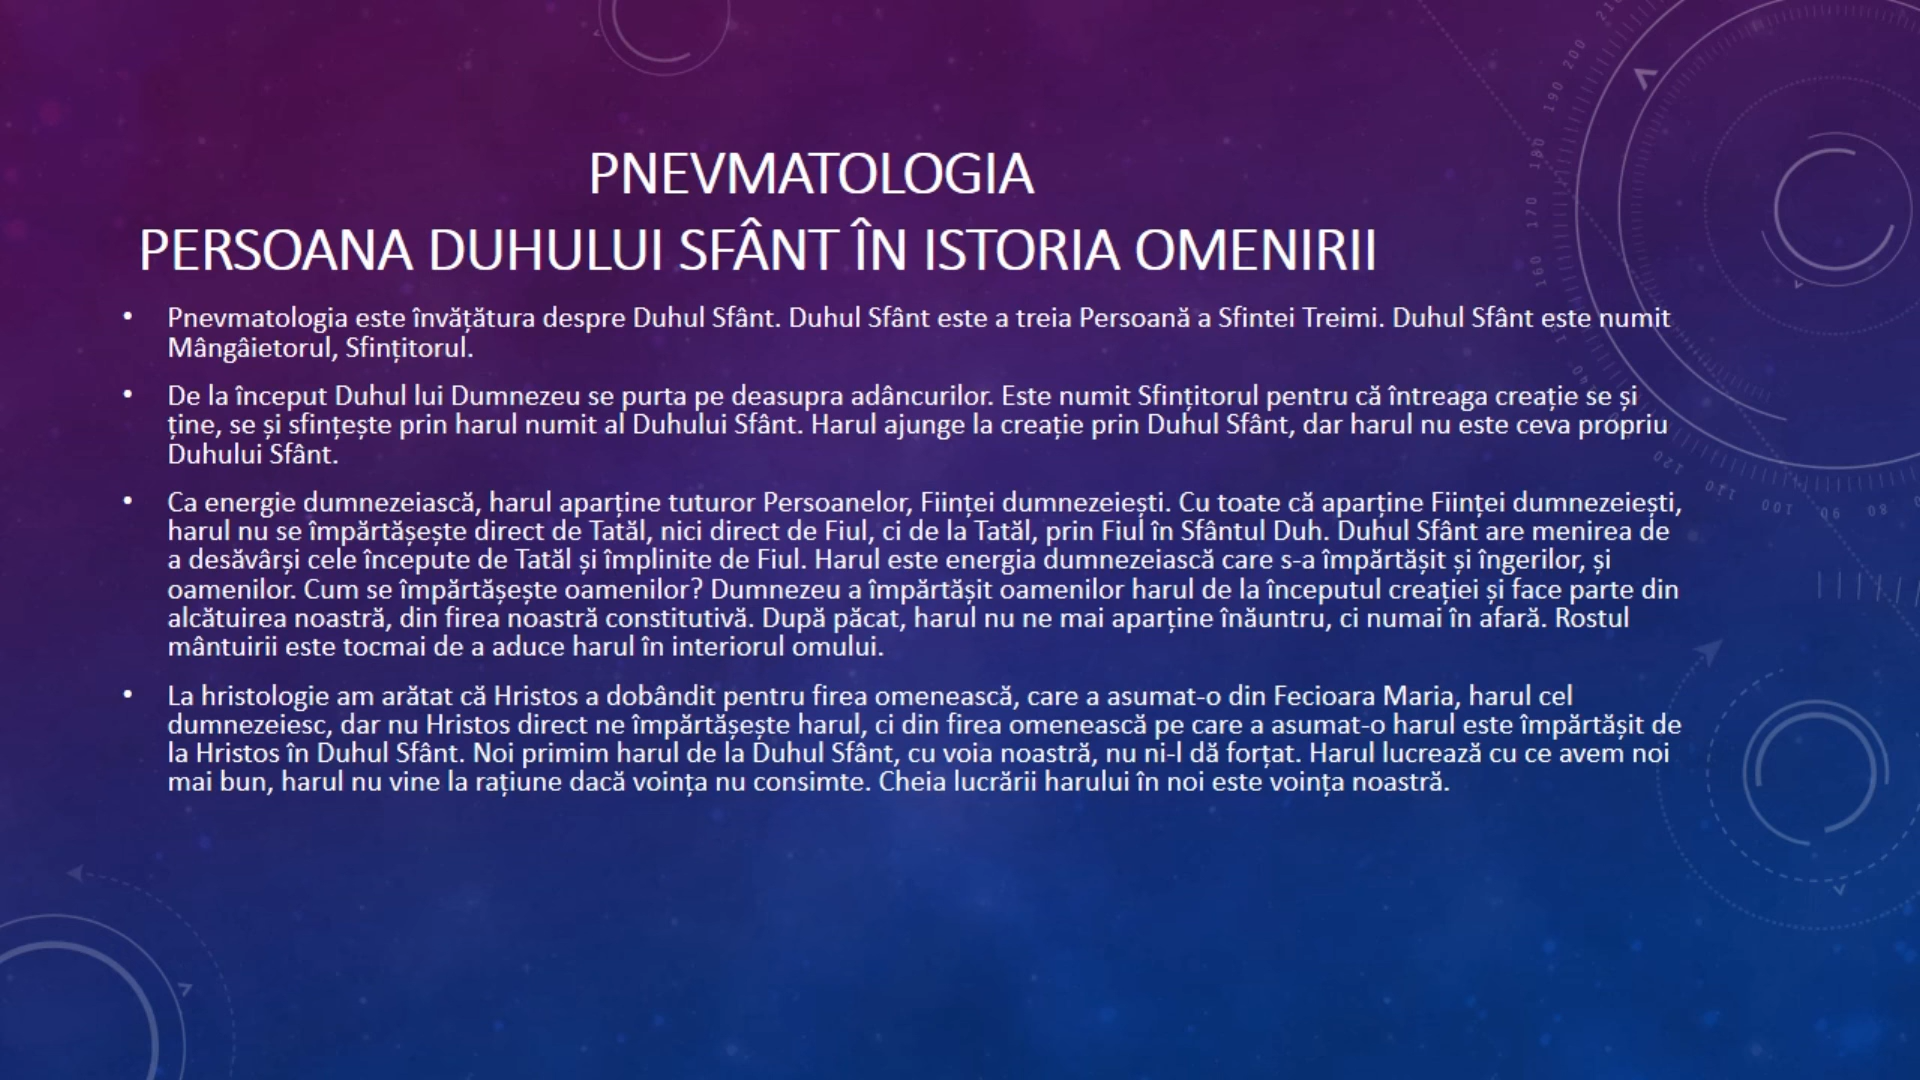 PNEVMATOLOGIA
PERSOANA DUHULUI SFÂNT ÎN ISTORIA OMENIRII
• Pnevmatologia este învățătura despre Duhul Sfânt. Duhul Sfânt este a treia Persoană a Sfintei Treimi. Duhul Sfânt este numit
Mângâietorul, Sfințitorul.
• De la început Duhul lui Dumnezeu se purta pe deasupra adâncurilor. Este numit Sfințitorul pentru că întreaga creație se și
ține, se și sfințește prin harul numit al Duhului Sfânt. Harul ajunge la creație prin Duhul Sfânt, dar harul nu este ceva propriu
Duhului Sfânt.
• Ca energie dumnezeiască, harul aparține tuturor Persoanelor, Ființei dumnezeiești. Cu toate că aparține Ființei dumnezeiești,
harul nu se împărtășește direct de Tatăl, nici direct de Fiul, ci de la Tatăl, prin Fiul în Sfântul Duh. Duhul Sfânt are menirea de
a desăvârși cele începute de Tatăl și împlinite de Fiul. Harul este energia dumnezeiască care s-a împărtășit și îngerilor, și
oamenilor. Cum se împărtășește oamenilor? Dumnezeu a împărtășit oamenilor harul de la începutul creației și face parte din
alcătuirea noastră, din firea noastră constitutivă. După păcat, harul nu ne mai aparține înăuntru, ci numai în afară. Rostul
mântuirii este tocmai de a aduce harul în interiorul omului.
• La hristologie am arătat că Hristos a dobândit pentru firea omenească, care a asumat-o din Fecioara Maria, harul cel
dumnezeiesc, dar nu Hristos direct ne împărtășește harul, ci din firea omenească pe care a asumat-o harul este împărtășit de
la Hristos în Duhul Sfânt. Noi primim harul de la Duhul Sfânt, cu voia noastră, nu ni-l dă forțat. Harul lucrează cu ce avem noi
mai bun, harul nu vine la rațiune dacă voința nu consimte. Cheia lucrării harului în noi este voința noastră.
200
190
180
170
160
120
110
100
90
80